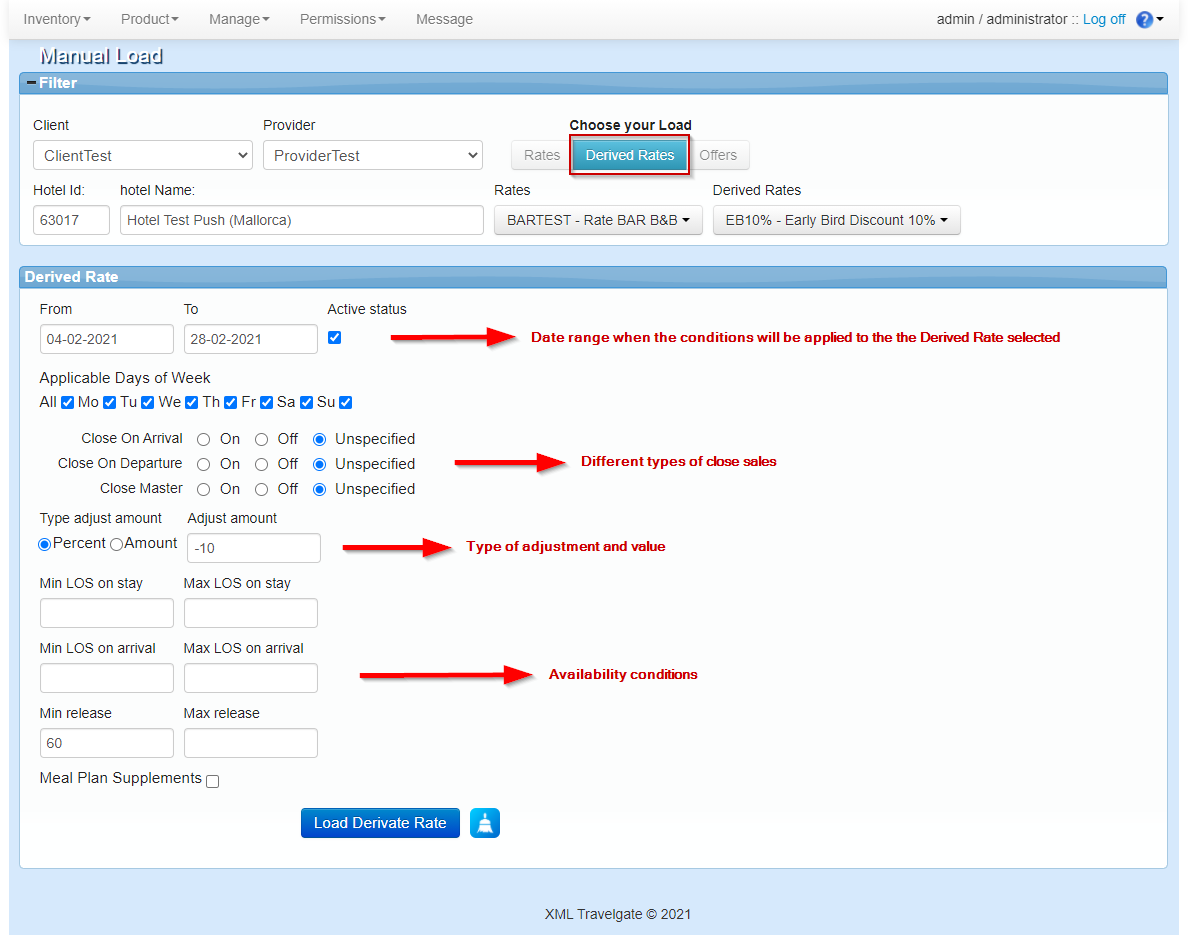 Inventory Product Manage Permissions Message admin / administrator :: Log off ?
Manual Load
Filter
Client Provider Choose your Load
ClientTest ProviderTest Rates Derived Rates Offers
Hotel Id: hotel Name: Rates Derived Rates
63017 Hotel Test Push (Mallorca) BARTEST - Rate BAR B&B EB10% - Early Bird Discount 10%
Derived Rate
From To Active status
04-02-2021 28-02-2021 Date range when the conditions will be applied to the the Derived Rate selected
Applicable Days of Week
All Mo Tu We Th Fr Sa Su
Close On Arrival On Off Unspecified
Close On Departure On Off Unspecified Different types of close sales
Close Master On Off Unspecified
Type adjust amount Adjust amount
Percent Amount -10 Type of adjustment and value
Min LOS on stay Max LOS on stay
Min LOS on arrival Max LOS on arrival
Availability conditions
Min release Max release
60
Meal Plan Supplements
Load Derivate Rate
XML Travelgate © 2021